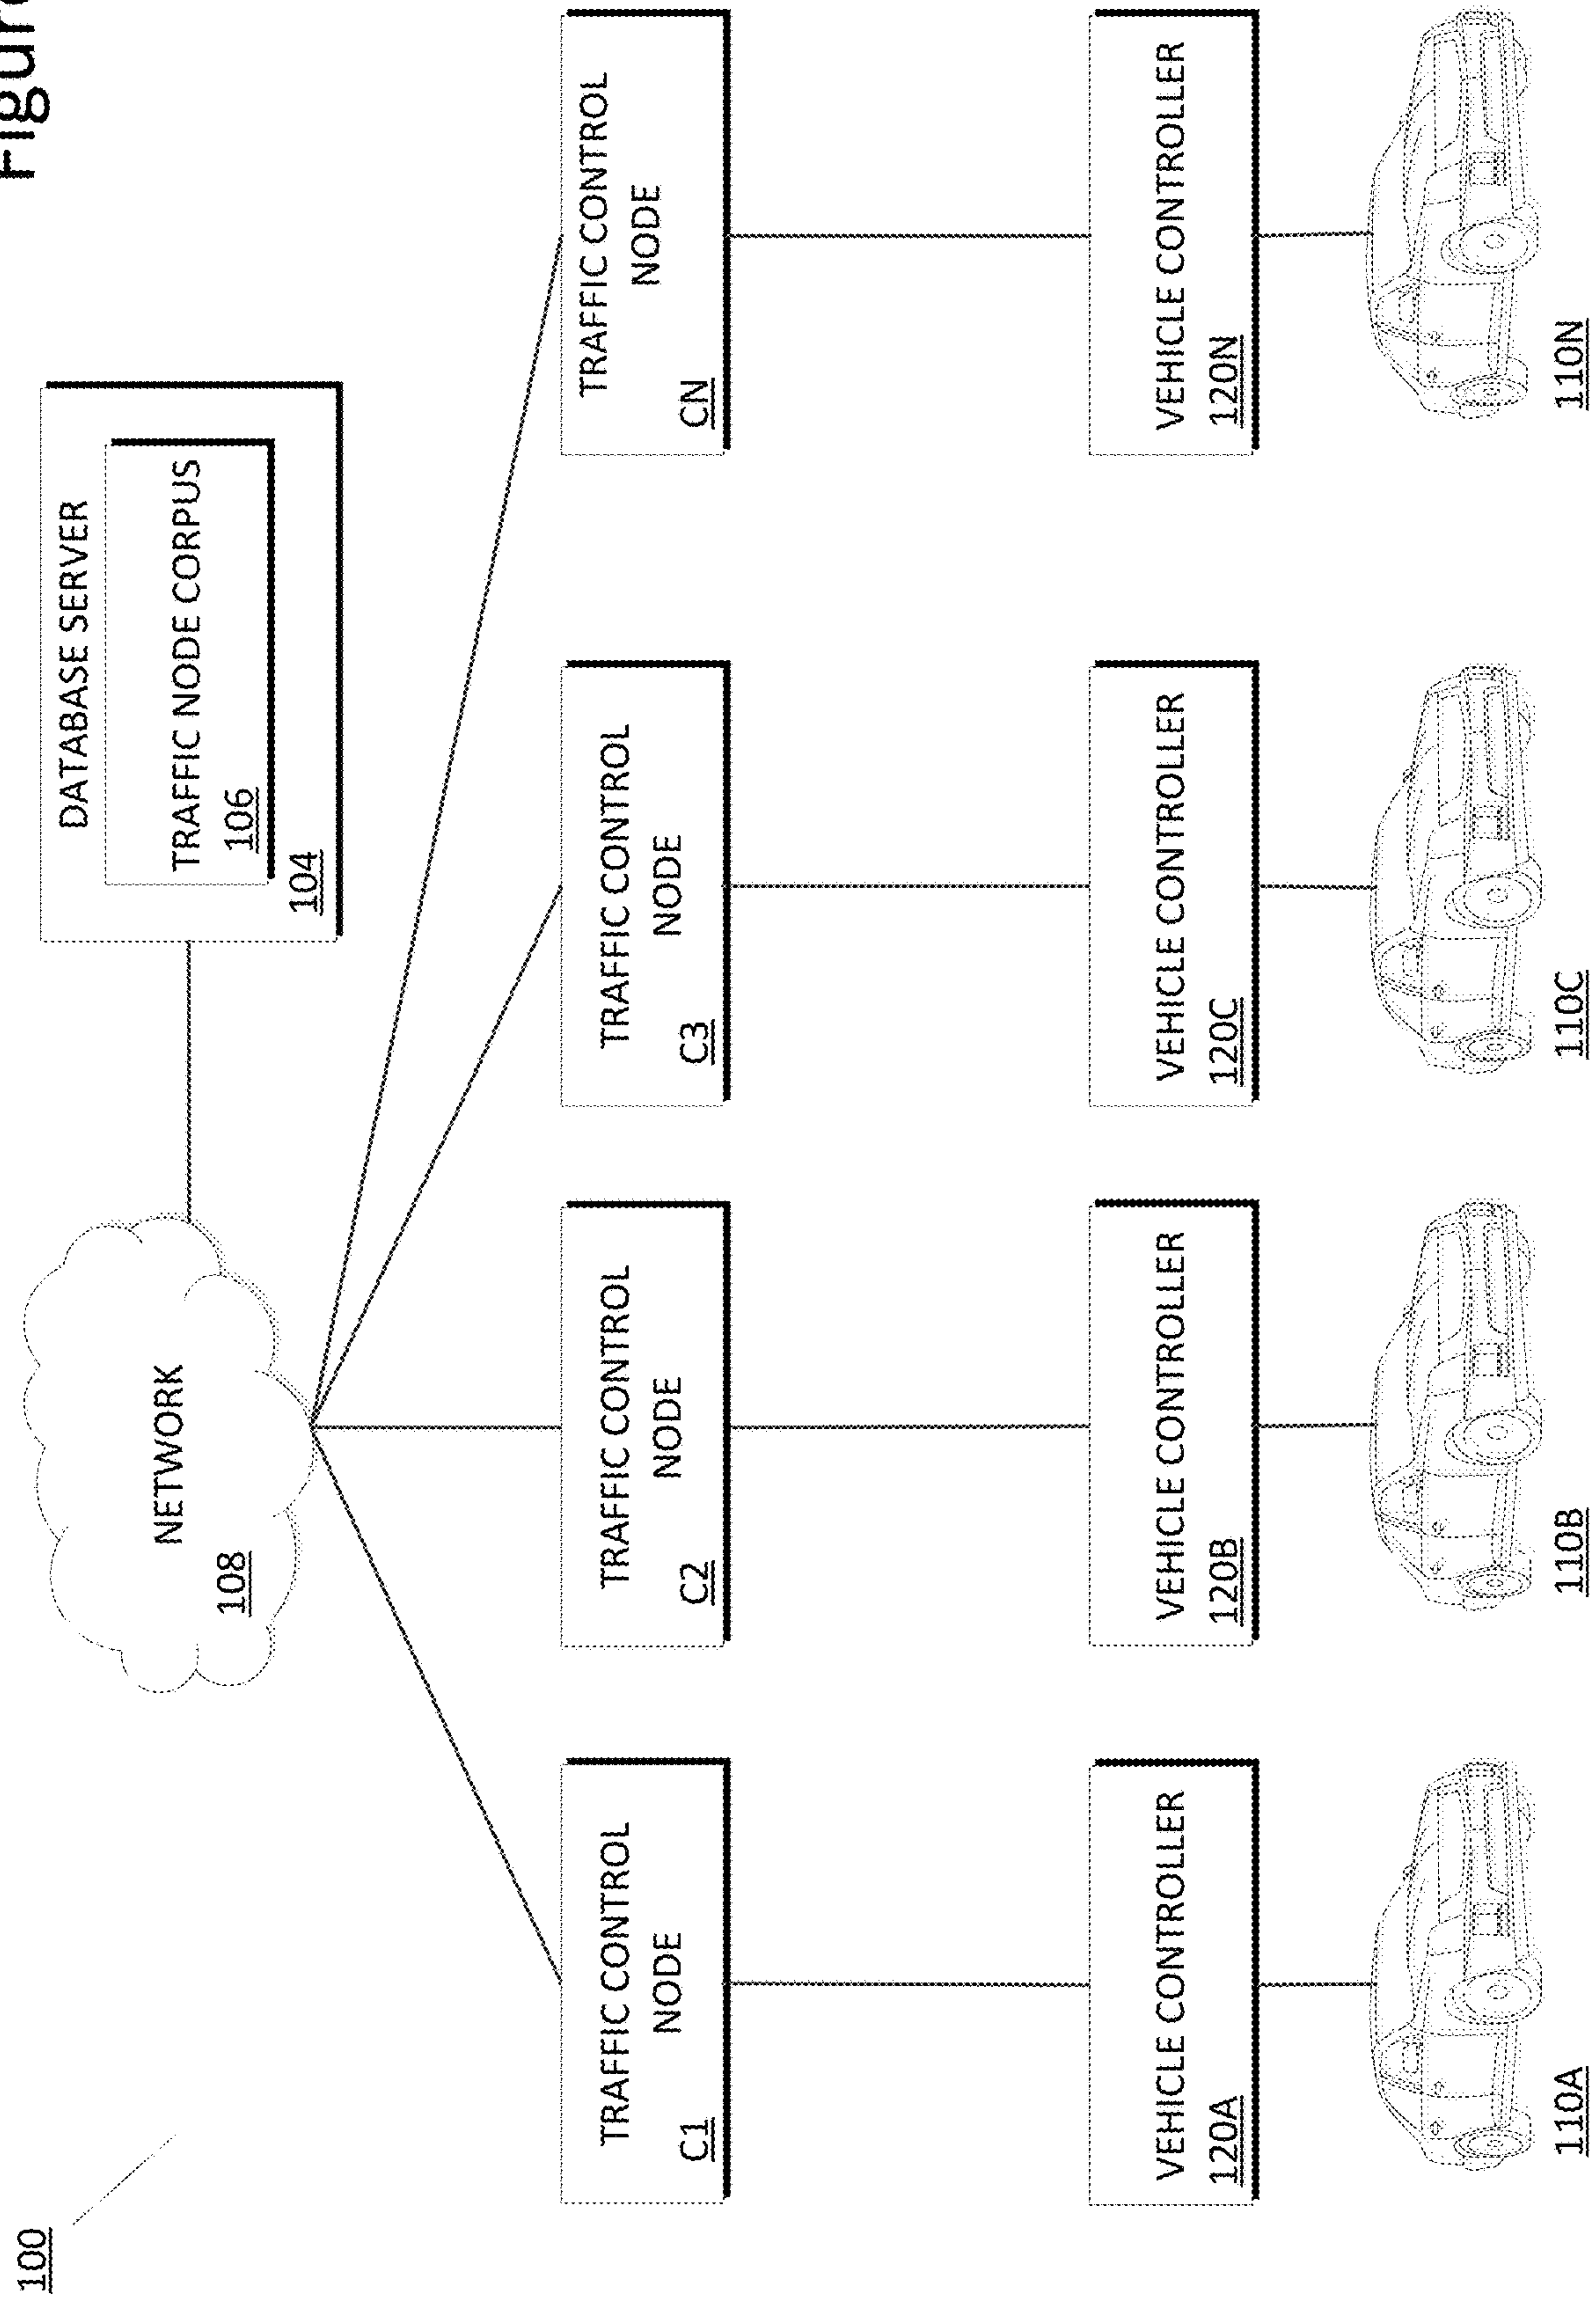 Figure
100
NETWORK
108
DATABASE SERVER
TRAFFIC NODE CORPUS
106
104
TRAFFIC CONTROL
NODE
C1
TRAFFIC CONTROL
NODE
C2
TRAFFIC CONTROL
NODE
C3
TRAFFIC CONTROL
NODE
CN
VEHICLE CONTROLLER
120A
VEHICLE CONTROLLER
120B
VEHICLE CONTROLLER
120C
VEHICLE CONTROLLER
120N
110A
110B
110C
110N